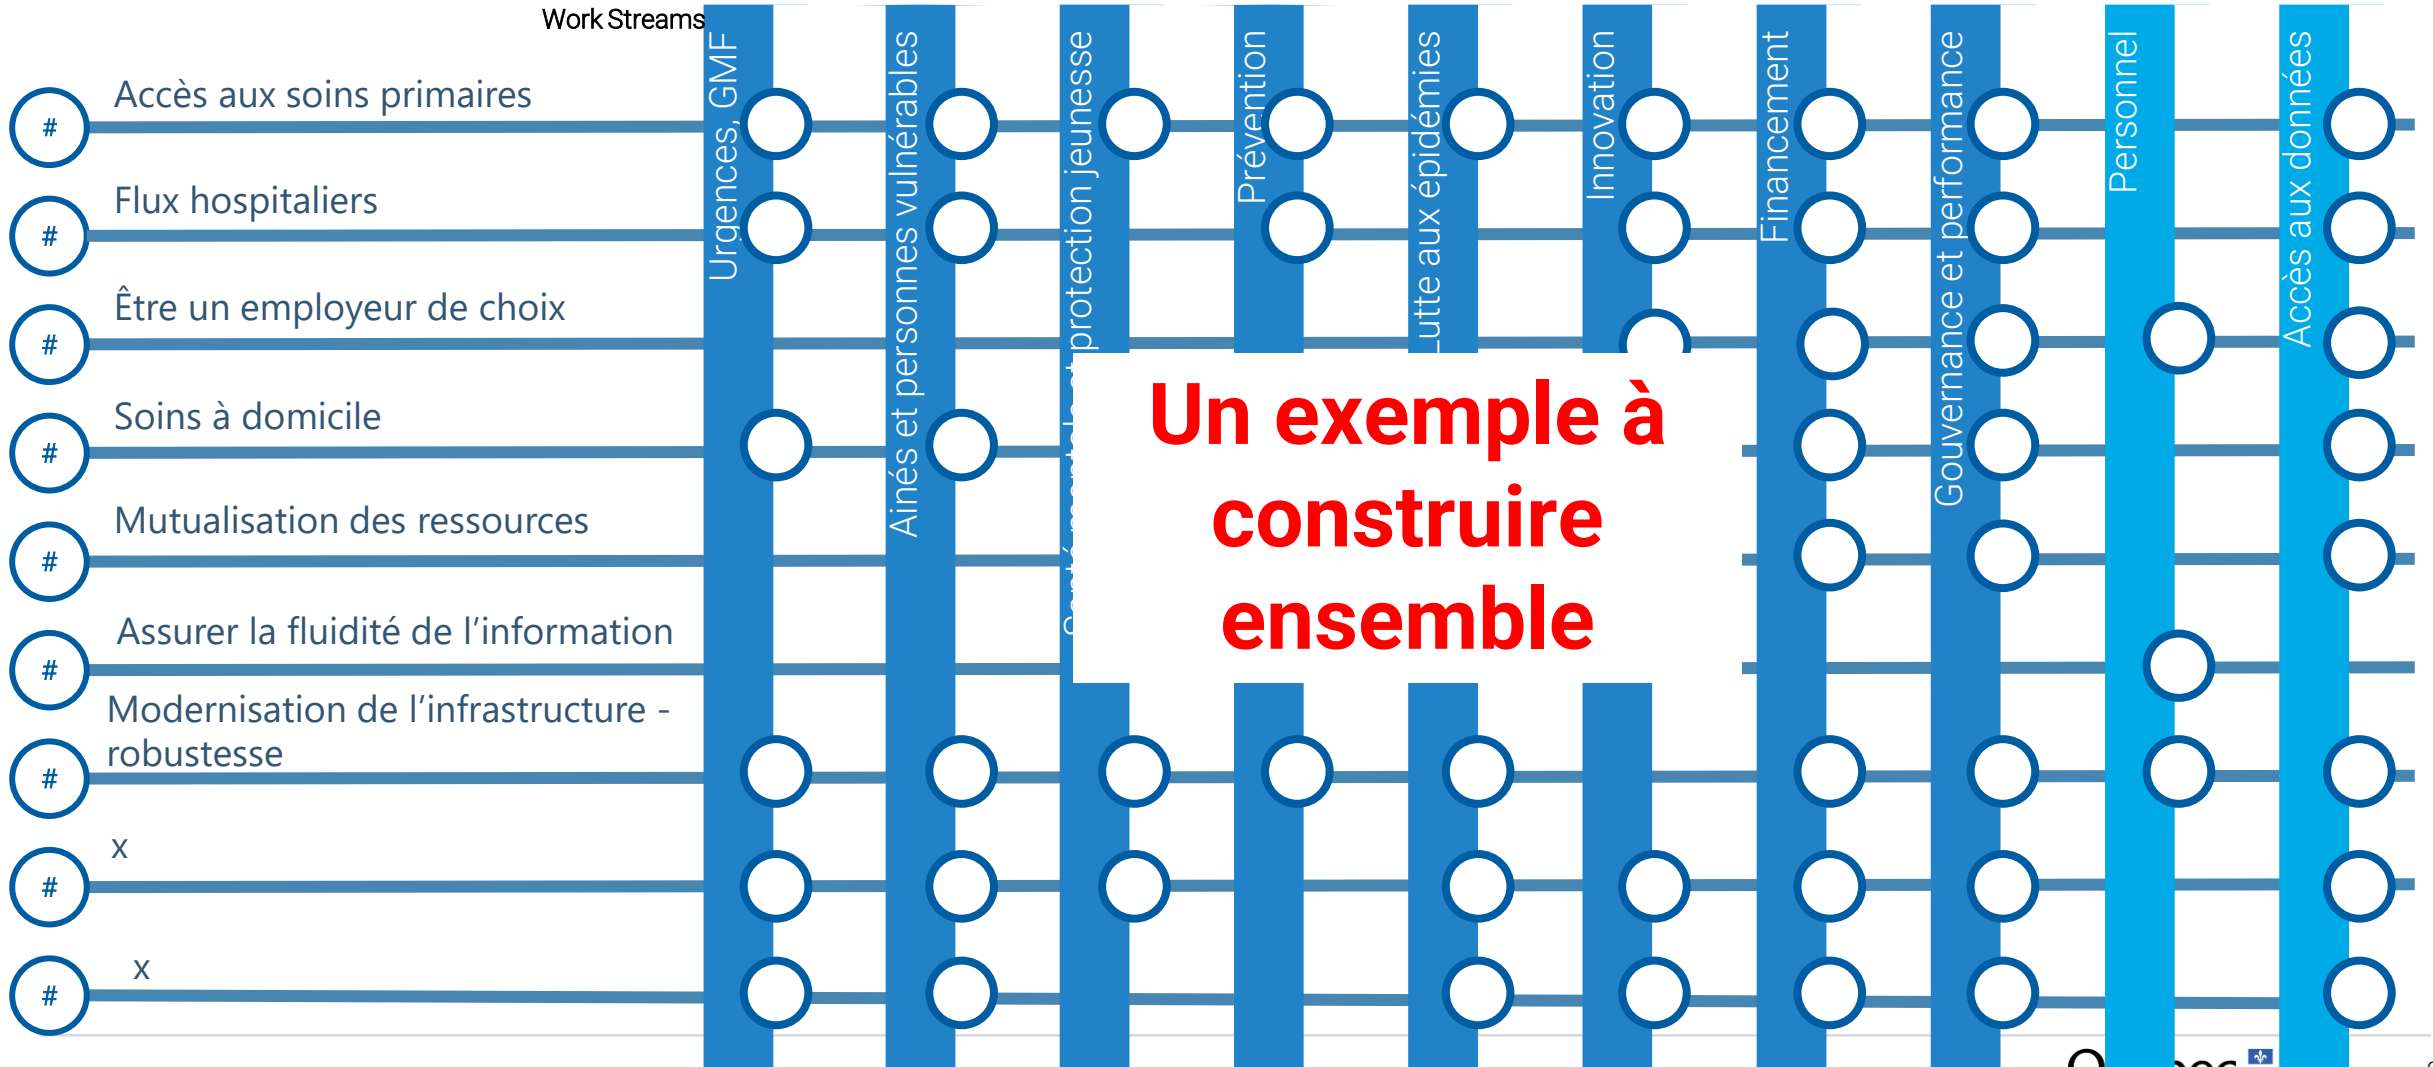 Work Streams
Urgences, GMF
Ainés et personnes vulnérables
protection jeunesse
Prévention
Lutte aux épidémies
Innovation
Financement
Gouvernance et performance
Personnel
Accès aux données
# Accès aux soins primaires
# Flux hospitaliers
# Être un employeur de choix
# Soins à domicile
# Mutualisation des ressources
# Assurer la fluidité de l’information
Modernisation de l’infrastructure -
# robustesse
# x
# x
Un exemple à
construire
ensemble